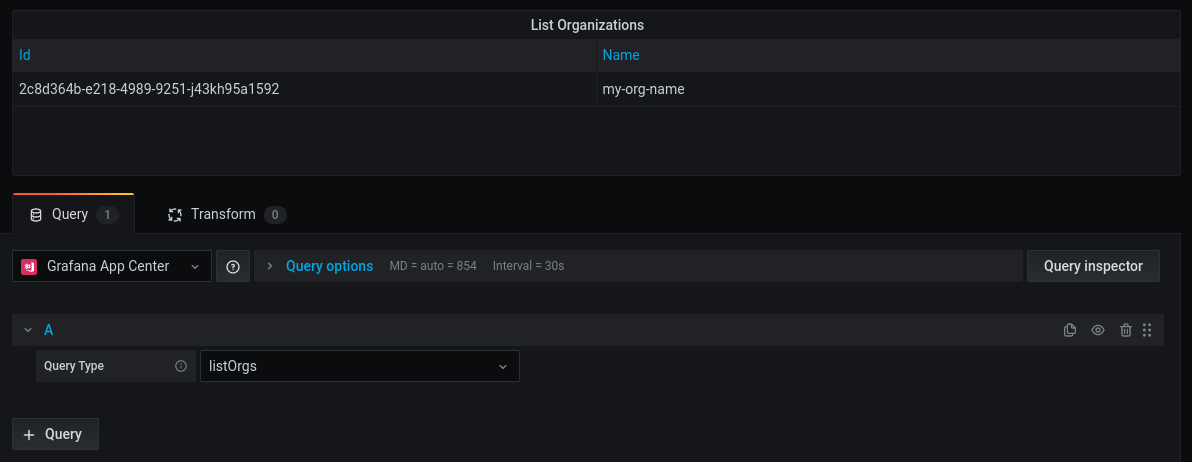 List Organizations
Id Name
2c8d364b-e218-4989-9251-j43kh95a1592 my-org-name
Query 1 Transform 0
Grafana App Center Query options MD = auto = 854 Interval = 30s Query inspector
A
Query Type listOrgs
+ Query